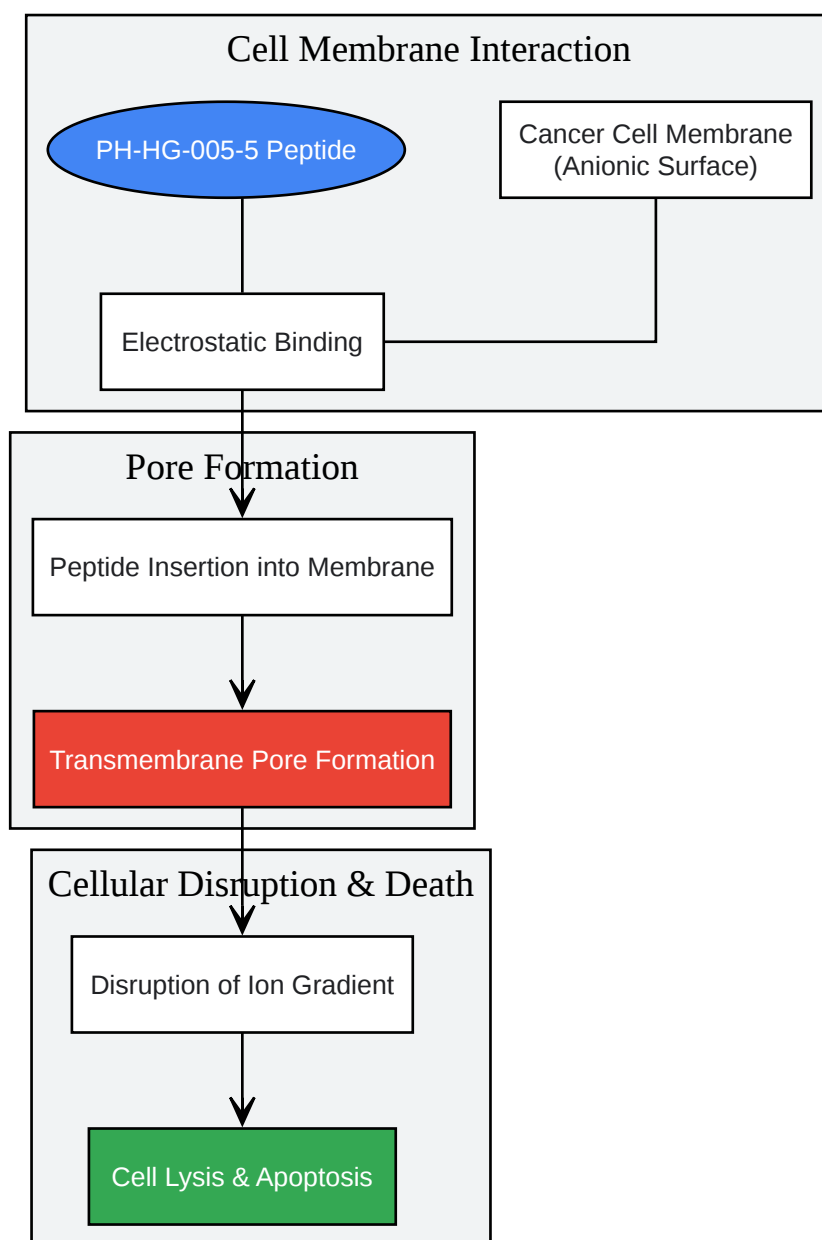 Cell Membrane Interaction
PH-HG-005-5 Peptide
Cancer Cell Membrane
(Anionic Surface)
Electrostatic Binding
Pore Formation
Peptide Insertion into Membrane
Transmembrane Pore Formation
Cellular Disruption & Death
Disruption of Ion Gradient
Cell Lysis & Apoptosis